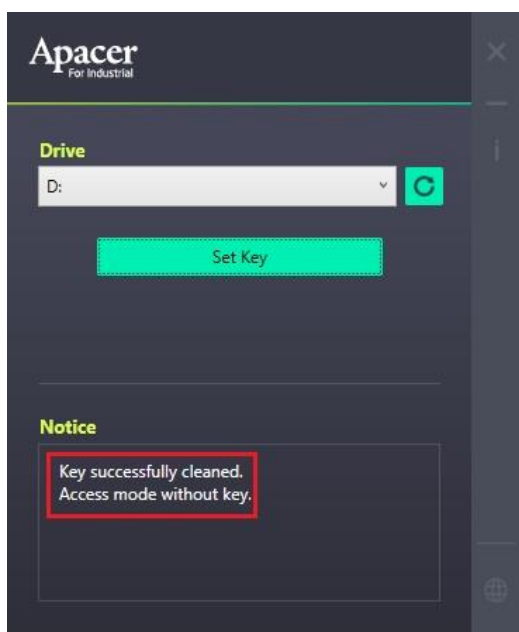 Apacer
For Industrial
Drive
D:
Set Key
Notice
Key successfully cleaned.
Access mode without key.